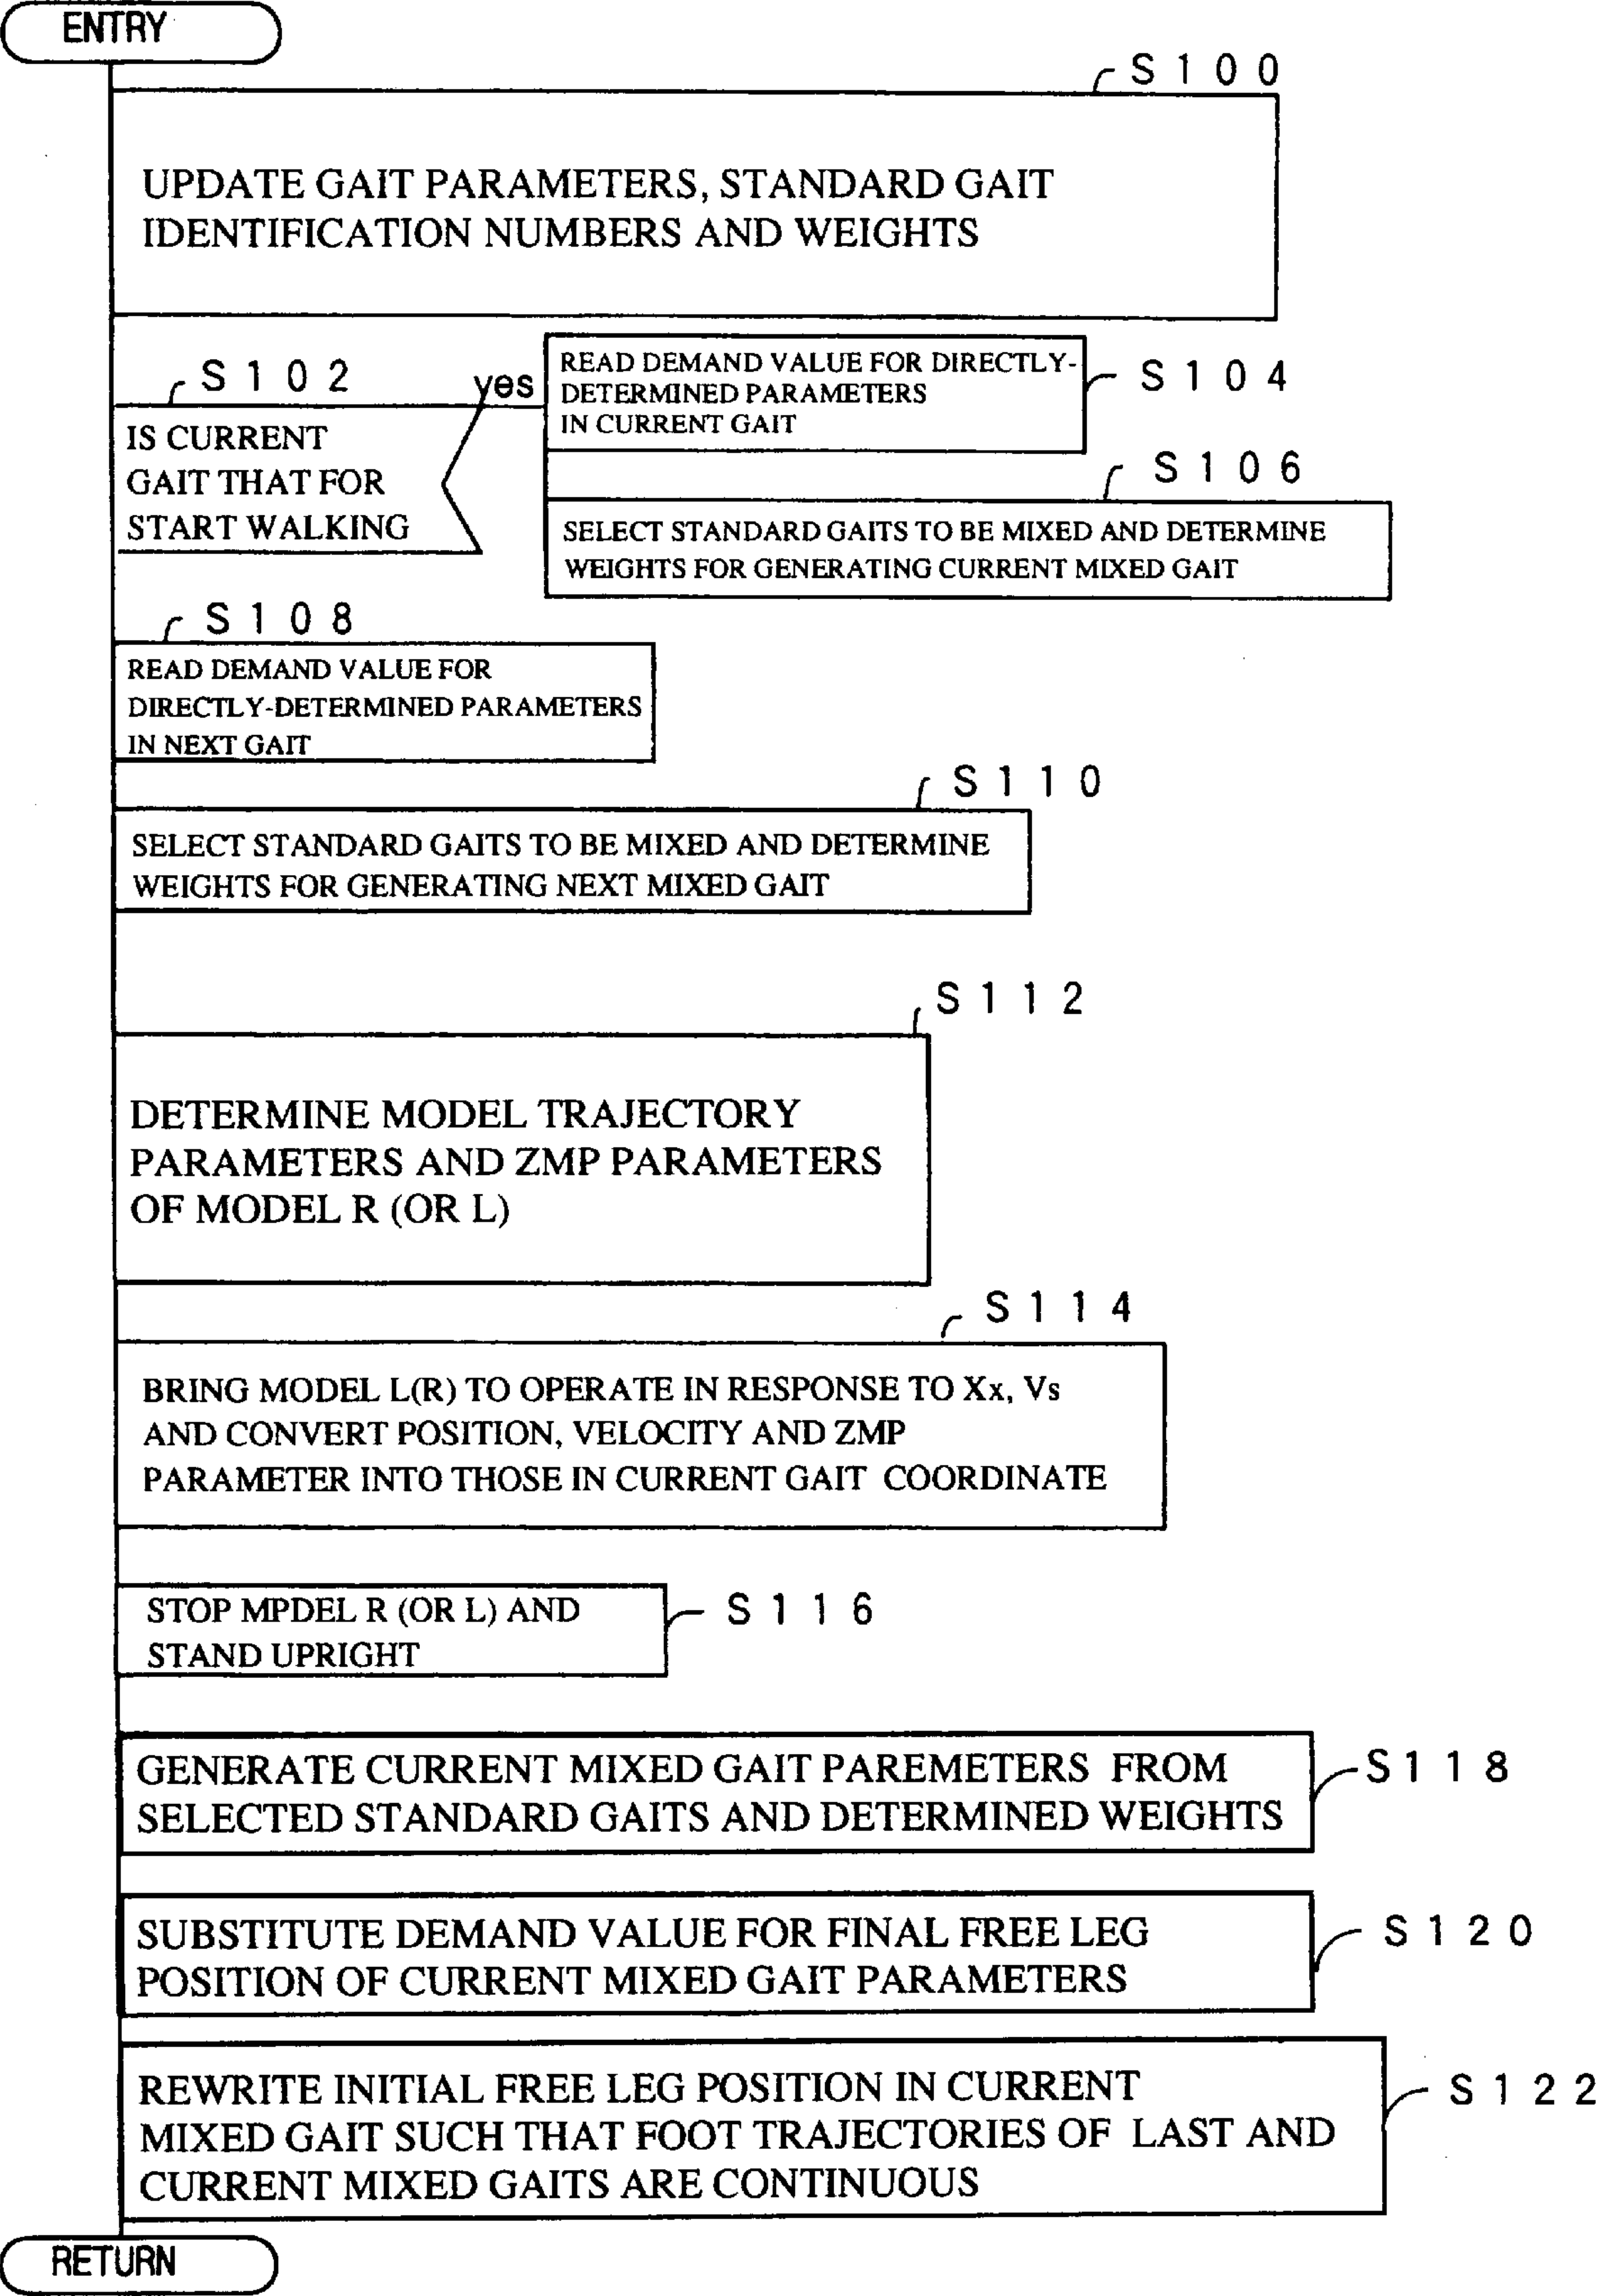 ENTRY
S100
UPDATE GAIT PARAMETERS, STANDARD GAIT
IDENTIFICATION NUMBERS AND WEIGHTS
S102
yes
IS CURRENT
GAIT THAT FOR
START WALKING
READ DEMAND VALUE FOR DIRECTLY-
DETERMINED PARAMETERS
IN CURRENT GAIT
S104
S106
SELECT STANDARD GAITS TO BE MIXED AND DETERMINE
WEIGHTS FOR GENERATING CURRENT MIXED GAIT
S108
READ DEMAND VALUE FOR
DIRECTLY-DETERMINED PARAMETERS
IN NEXT GAIT
S110
SELECT STANDARD GAITS TO BE MIXED AND DETERMINE
WEIGHTS FOR GENERATING NEXT MIXED GAIT
S112
DETERMINE MODEL TRAJECTORY
PARAMETERS AND ZMP PARAMETERS
OF MODEL R (OR L)
S114
BRING MODEL L(R) TO OPERATE IN RESPONSE TO Xx, Vs
AND CONVERT POSITION, VELOCITY AND ZMP
PARAMETER INTO THOSE IN CURRENT GAIT COORDINATE
STOP MPDEL R (OR L) AND
STAND UPRIGHT
S116
GENERATE CURRENT MIXED GAIT PAREMETERS FROM
SELECTED STANDARD GAITS AND DETERMINED WEIGHTS
S118
SUBSTITUTE DEMAND VALUE FOR FINAL FREE LEG
POSITION OF CURRENT MIXED GAIT PARAMETERS
S120
REWRITE INITIAL FREE LEG POSITION IN CURRENT
MIXED GAIT SUCH THAT FOOT TRAJECTORIES OF LAST AND
CURRENT MIXED GAITS ARE CONTINUOUS
S122
RETURN